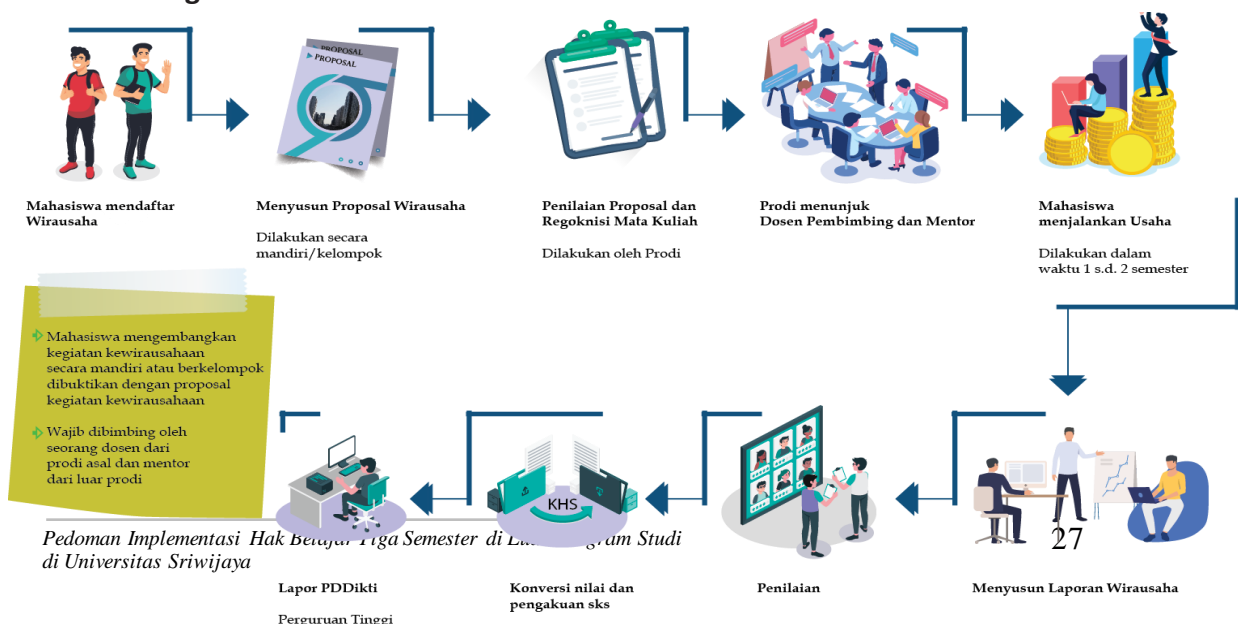 PROPOSAL
PROPOSAL
Mahasiswa mendaftar
Wirausaha
Menyusun Proposal Wirausaha
Dilakukan secara
mandiri/kelompok
Penilaian Proposal dan
Regoknisi Mata Kuliah
Dilakukan oleh Prodi
Prodi menunjuk
Dosen Pembimbing dan Mentor
Mahasiswa
menjalankan Usaha
Dilakukan dalam
waktu 1 s.d. 2 semester
Mahasiswa mengembangkan
kegiatan kewirausahaan
secara mandiri atau berkelompok
dibuktikan dengan proposal
kegiatan kewirausahaan
Wajib dibimbing oleh
seorang dosen dari
prodi asal dan mentor
dari luar prodi
Menyusun Laporan Wirausaha
Penilaian
KHS
Konversi nilai dan
pengakuan sks
Lapor PDDikti
Perguruan Tinggi
Pedoman Implementasi Hak Belajar Tiga Semester di Program Studi
di Universitas Sriwijaya
27